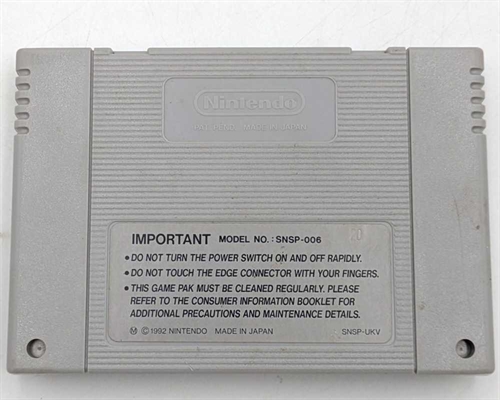 Nintendo
IMPORTANT MODEL NO. : SNSP-006
• DO NOT TURN THE POWER SWITCH ON AND OFF RAPIDLY.
• DO NOT TOUCH THE EDGE CONNECTOR WITH YOUR FINGERS.
• THIS GAME PAK MUST BE CLEANED REGULARLY. PLEASE
REFER TO THE CONSUMER INFORMATION BOOKLET FOR
ADDITIONAL PRECAUTIONS AND MAINTENANCE DETAILS.
Ⓜ ©1992 NINTENDO MADE IN JAPAN SNSP-UKV